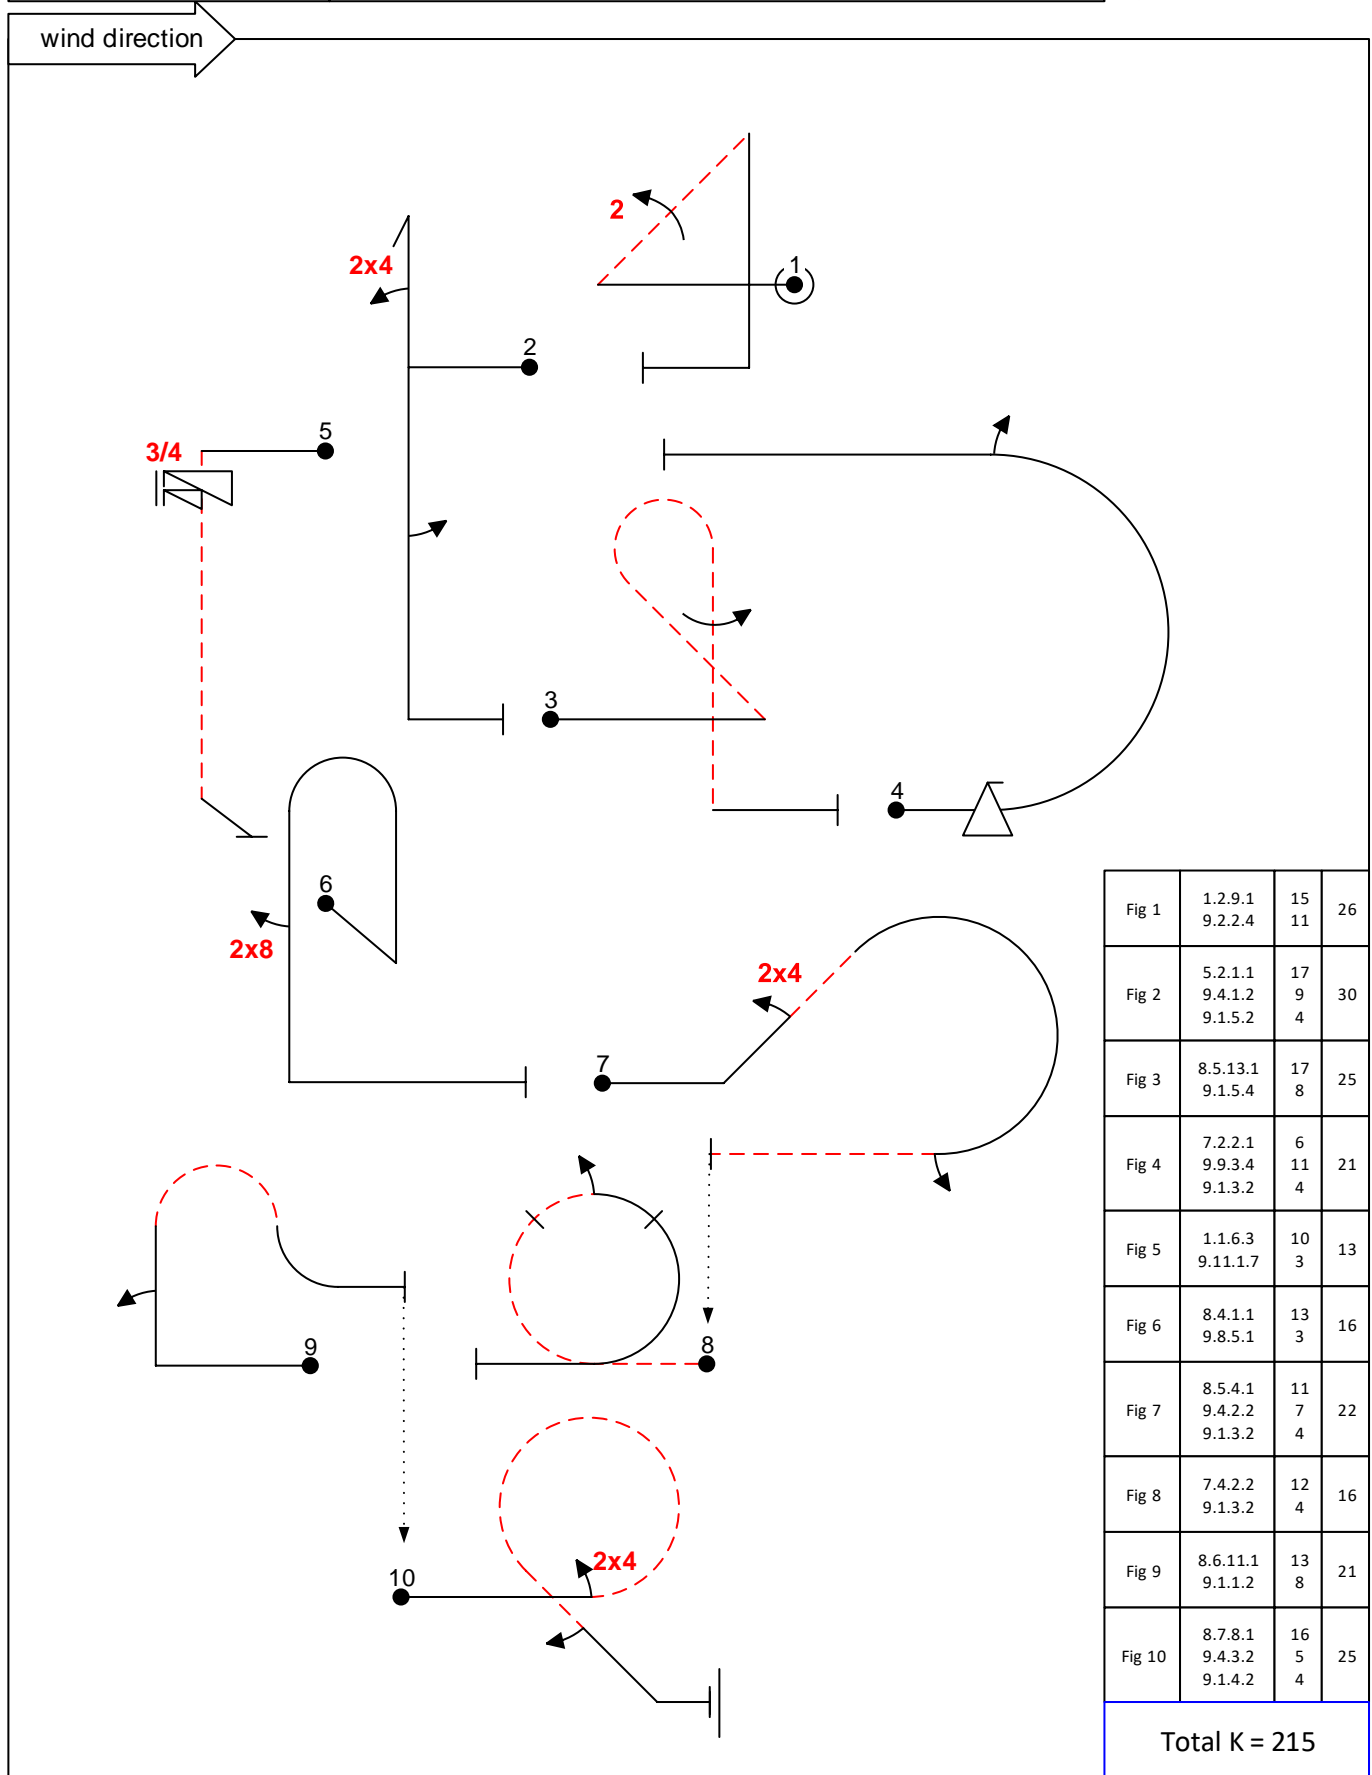 wind direction
2
1
2x4
2
5
3/4
3
4
6
2x8
2x4
7
8
9
2x4
10
Fig 1 1.2.9.1 15 26
9.2.2.4 11
Fig 2 5.2.1.1 17 30
9.4.1.2 9
9.1.5.2 4
Fig 3 8.5.13.1 17 25
9.1.5.4 8
Fig 4 7.2.2.1 6 21
9.9.3.4 11
9.1.3.2 4
Fig 5 1.1.6.3 10 13
9.11.1.7 3
Fig 6 8.4.1.1 13 16
9.8.5.1 3
Fig 7 8.5.4.1 11 22
9.4.2.2 7
9.1.3.2 4
Fig 8 7.4.2.2 12 16
9.1.3.2 4
Fig 9 8.6.11.1 13 21
9.1.1.2 8
Fig 10 8.7.8.1 16 25
9.4.3.2 5
9.1.4.2 4
Total K = 215